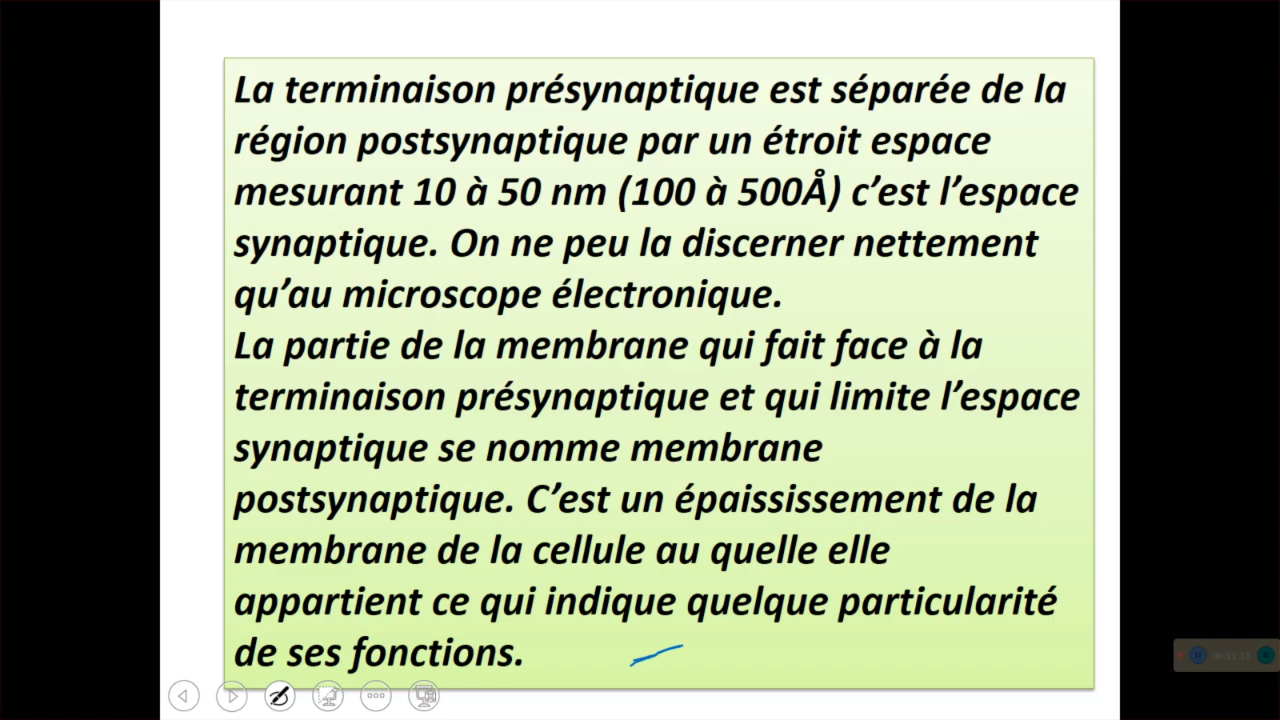 La terminaison présynaptique est séparée de la
région postsynaptique par un étroit espace
mesurant 10 à 50 nm (100 à 500Å) c’est l’espace
synaptique. On ne peu la discerner nettement
qu’au microscope électronique.
La partie de la membrane qui fait face à la
terminaison présynaptique et qui limite l’espace
synaptique se nomme membrane
postsynaptique. C’est un épaississement de la
membrane de la cellule au quelle elle
appartient ce qui indique quelque particularité
de ses fonctions.